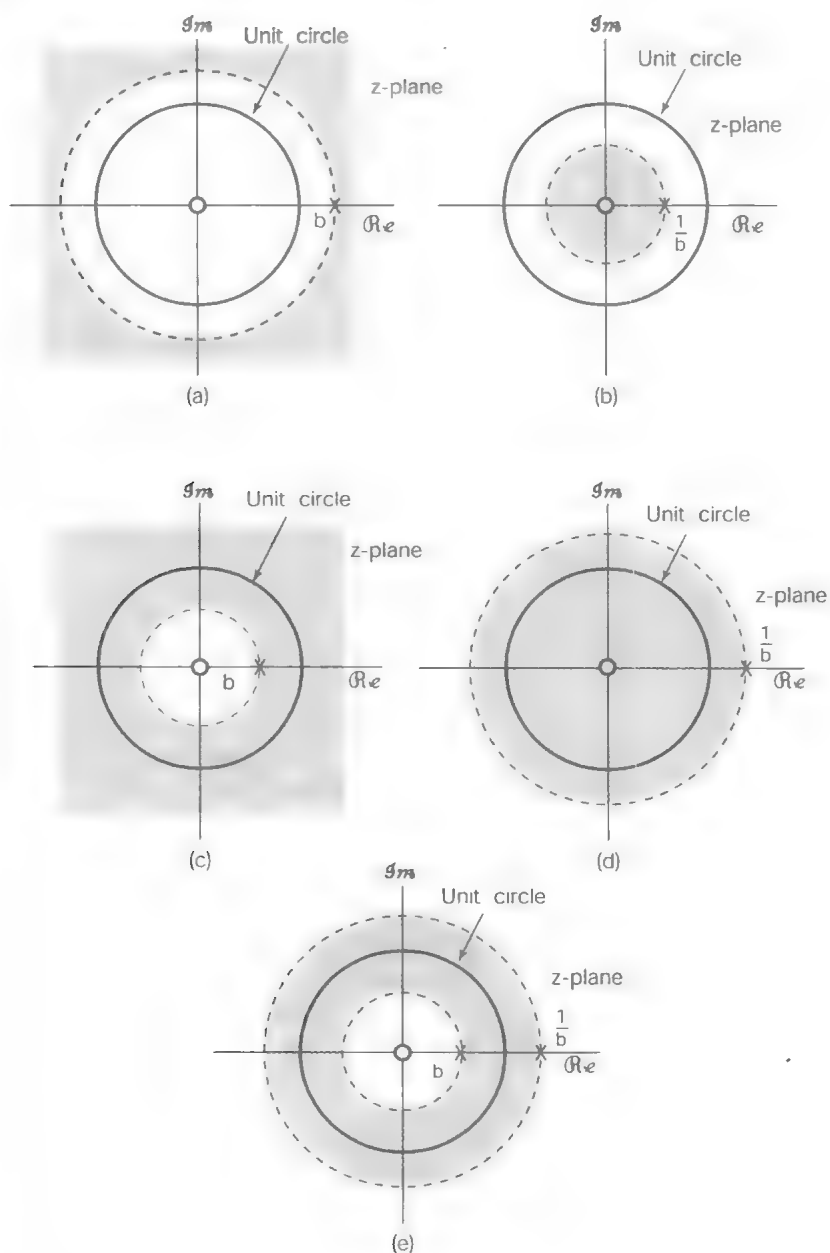 Im
Unit circle
z-plane
b
Re
(a)
Im
Unit circle
z-plane
1
b
Re
(b)
Im
Unit circle
z-plane
b
Re
(c)
Im
Unit circle
z-plane
1
b
Re
(d)
Im
Unit circle
z-plane
1
b
b
Re
(e)